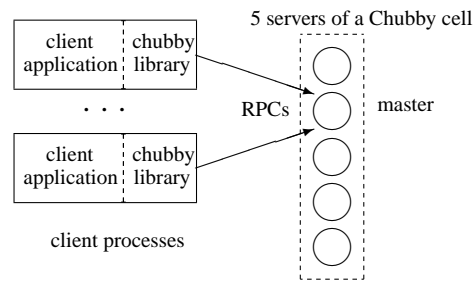 5 servers of a Chubby cell
client application
chubby library
RPCs
master
. . .
client application
chubby library
client processes